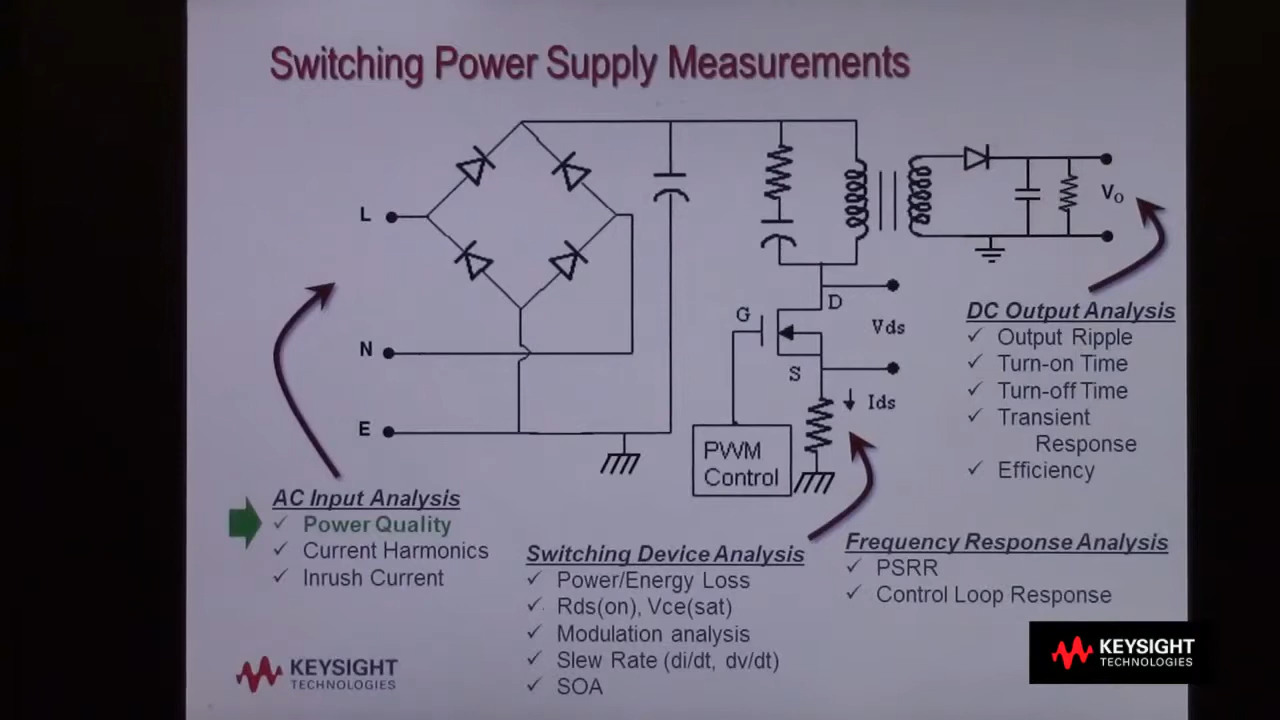 Switching Power Supply Measurements
L
N
E
G
D
S
Vds
Ids
PWM
Control
Vo
DC Output Analysis
✓ Output Ripple
✓ Turn-on Time
✓ Turn-off Time
✓ Transient
Response
✓ Efficiency
AC Input Analysis
✓ Power Quality
✓ Current Harmonics
✓ Inrush Current
Switching Device Analysis
✓ Power/Energy Loss
✓ Rds(on), Vce(sat)
✓ Modulation analysis
✓ Slew Rate (di/dt, dv/dt)
✓ SOA
Frequency Response Analysis
✓ PSRR
✓ Control Loop Response
KEYSIGHT
TECHNOLOGIES
KEYSIGHT
TECHNOLOGIES